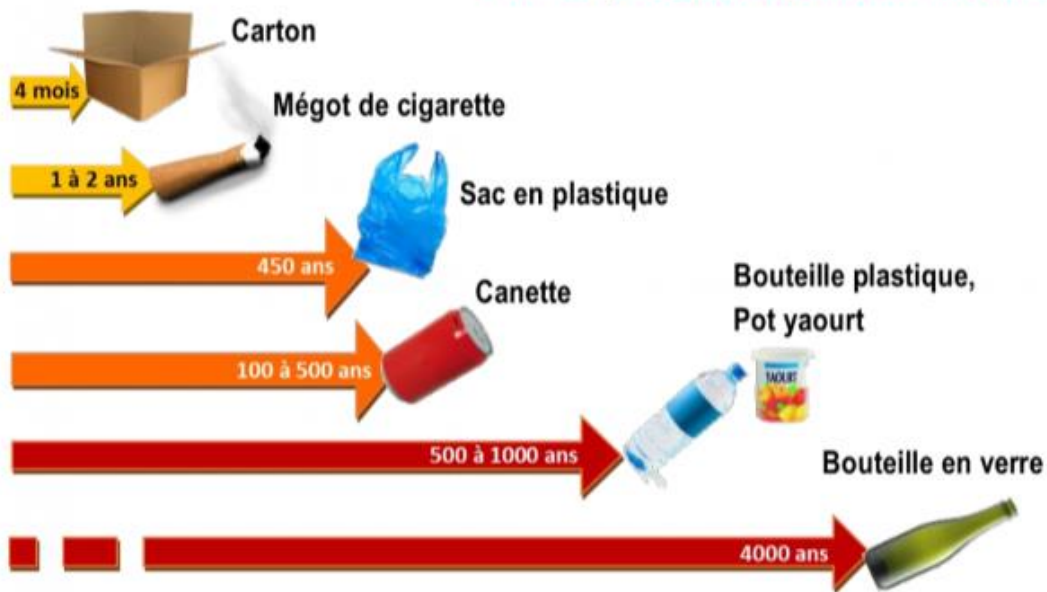 Carton
4 mois
Mégot de cigarette
1 à 2 ans
Sac en plastique
450 ans
Canette
100 à 500 ans
Bouteille plastique,
Pot yaourt
YAOURT
500 à 1000 ans
Bouteille en verre
4000 ans